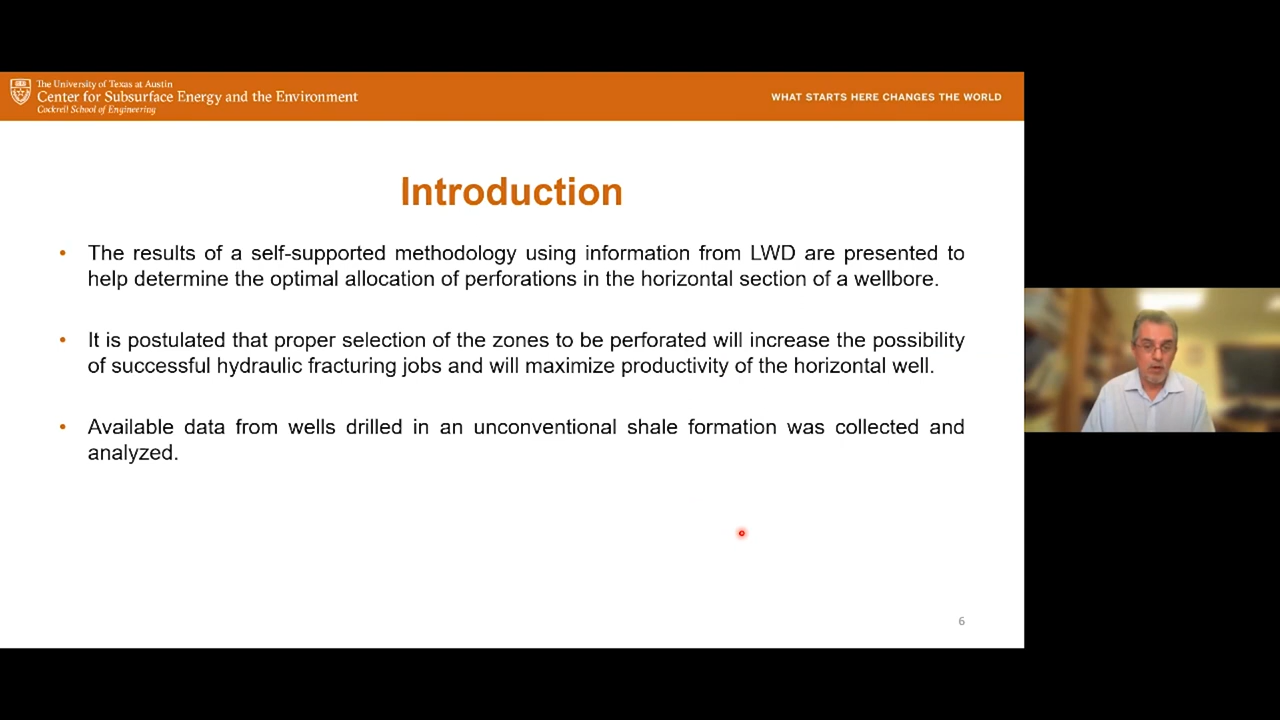 The University of Texas at Austin
Center for Subsurface Energy and the Environment
Cockrell School of Engineering
WHAT STARTS HERE CHANGES THE WORLD
Introduction
• The results of a self-supported methodology using information from LWD are presented to
help determine the optimal allocation of perforations in the horizontal section of a wellbore.
• It is postulated that proper selection of the zones to be perforated will increase the possibility
of successful hydraulic fracturing jobs and will maximize productivity of the horizontal well.
• Available data from wells drilled in an unconventional shale formation was collected and
analyzed.
6